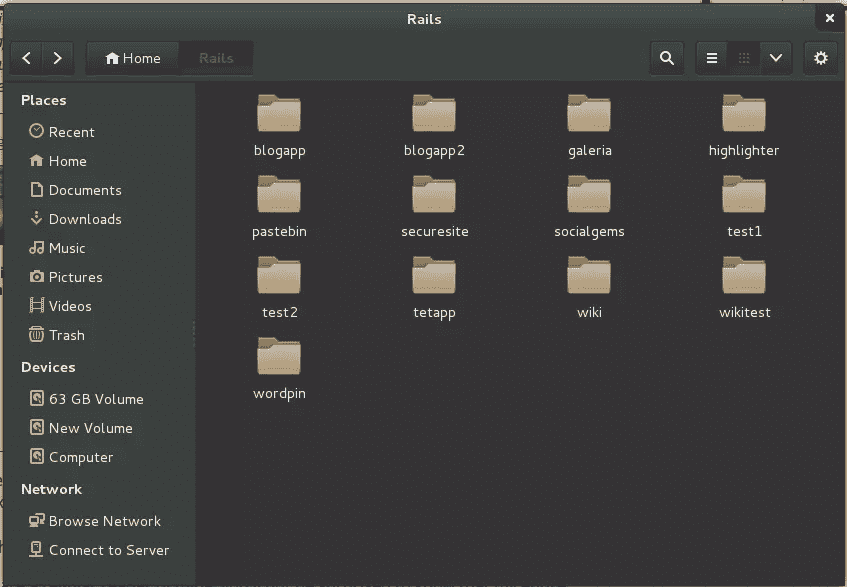 Rails
Home Rails
Places
Recent
Home
Documents
Downloads
Music
Pictures
Videos
Trash
Devices
63 GB Volume
New Volume
Computer
Network
Browse Network
Connect to Server
blogapp blogapp2 galeria highlighter
pastebin securesite socialgems test1
test2 tetapp wiki wikitest
wordpin